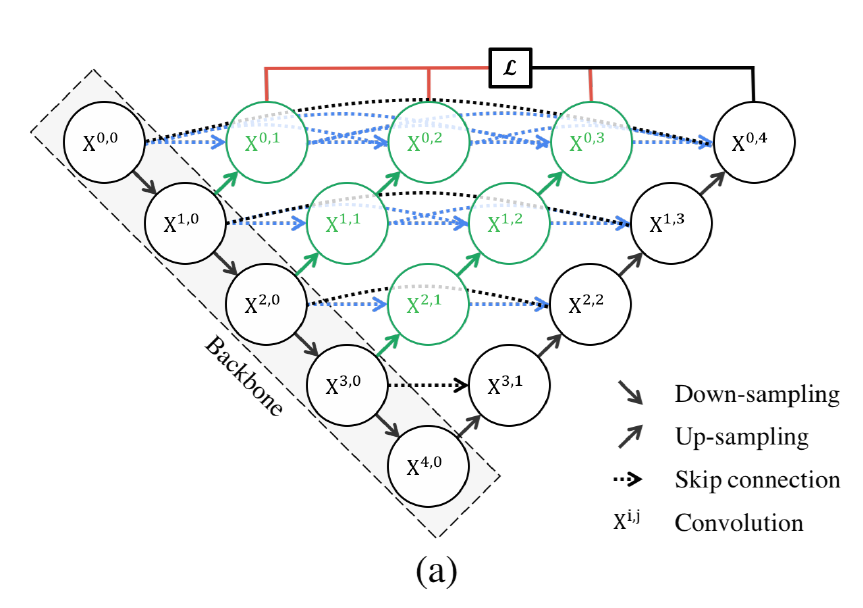 ℒ
X^{0,0} X^{0,1} X^{0,2} X^{0,3} X^{0,4}
X^{1,0} X^{1,1} X^{1,2} X^{1,3}
X^{2,0} X^{2,1} X^{2,2}
Backbone
X^{3,0} X^{3,1}
X^{4,0}
Down-sampling
Up-sampling
Skip connection
X^{i,j} Convolution
(a)